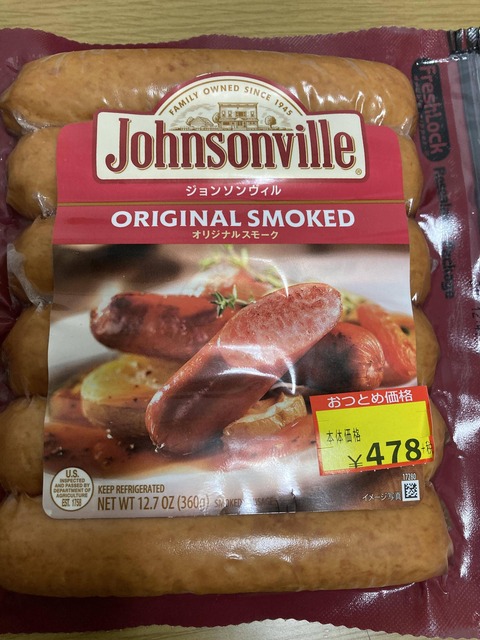 FAMILY OWNED SINCE 1945
Johnsonville®
ジョンソンヴィル
ORIGINAL SMOKED
オリジナルスモーク
FreshLock
おつとめ価格
本体価格
¥478+税
U.S.
INSPECTED
AND PASSED BY
DEPARTMENT OF
AGRICULTURE
EST. 1758
KEEP REFRIGERATED
NET WT 12.7 OZ (360g)
17280
イメージ写真